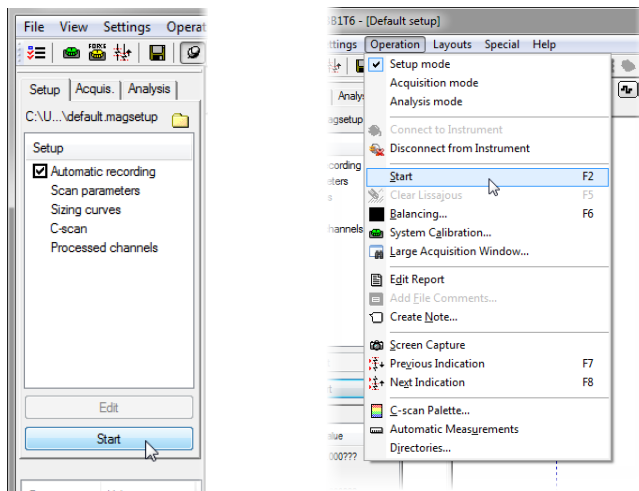 File View Settings Operat
FORCE
Setup Acquis. Analysis
C:\U...\default.magsetup
Setup
Automatic recording
Scan parameters
Sizing curves
C-scan
Processed channels
Edit
Start
B1T6 - [Default setup]
ttings Operation Layouts Special Help
Setup mode
Acquisition mode
Analysis mode
Connect to Instrument
Disconnect from Instrument
Start F2
Clear Lissajous F5
Balancing... F6
System Calibration...
Large Acquisition Window...
Edit Report
Add File Comments...
Create Note...
Screen Capture
Previous Indication F7
Next Indication F8
C-scan Palette...
Automatic Measurements
Directories...
Analy
agsetup
cording
eters
s
hannels
t
alue
000???